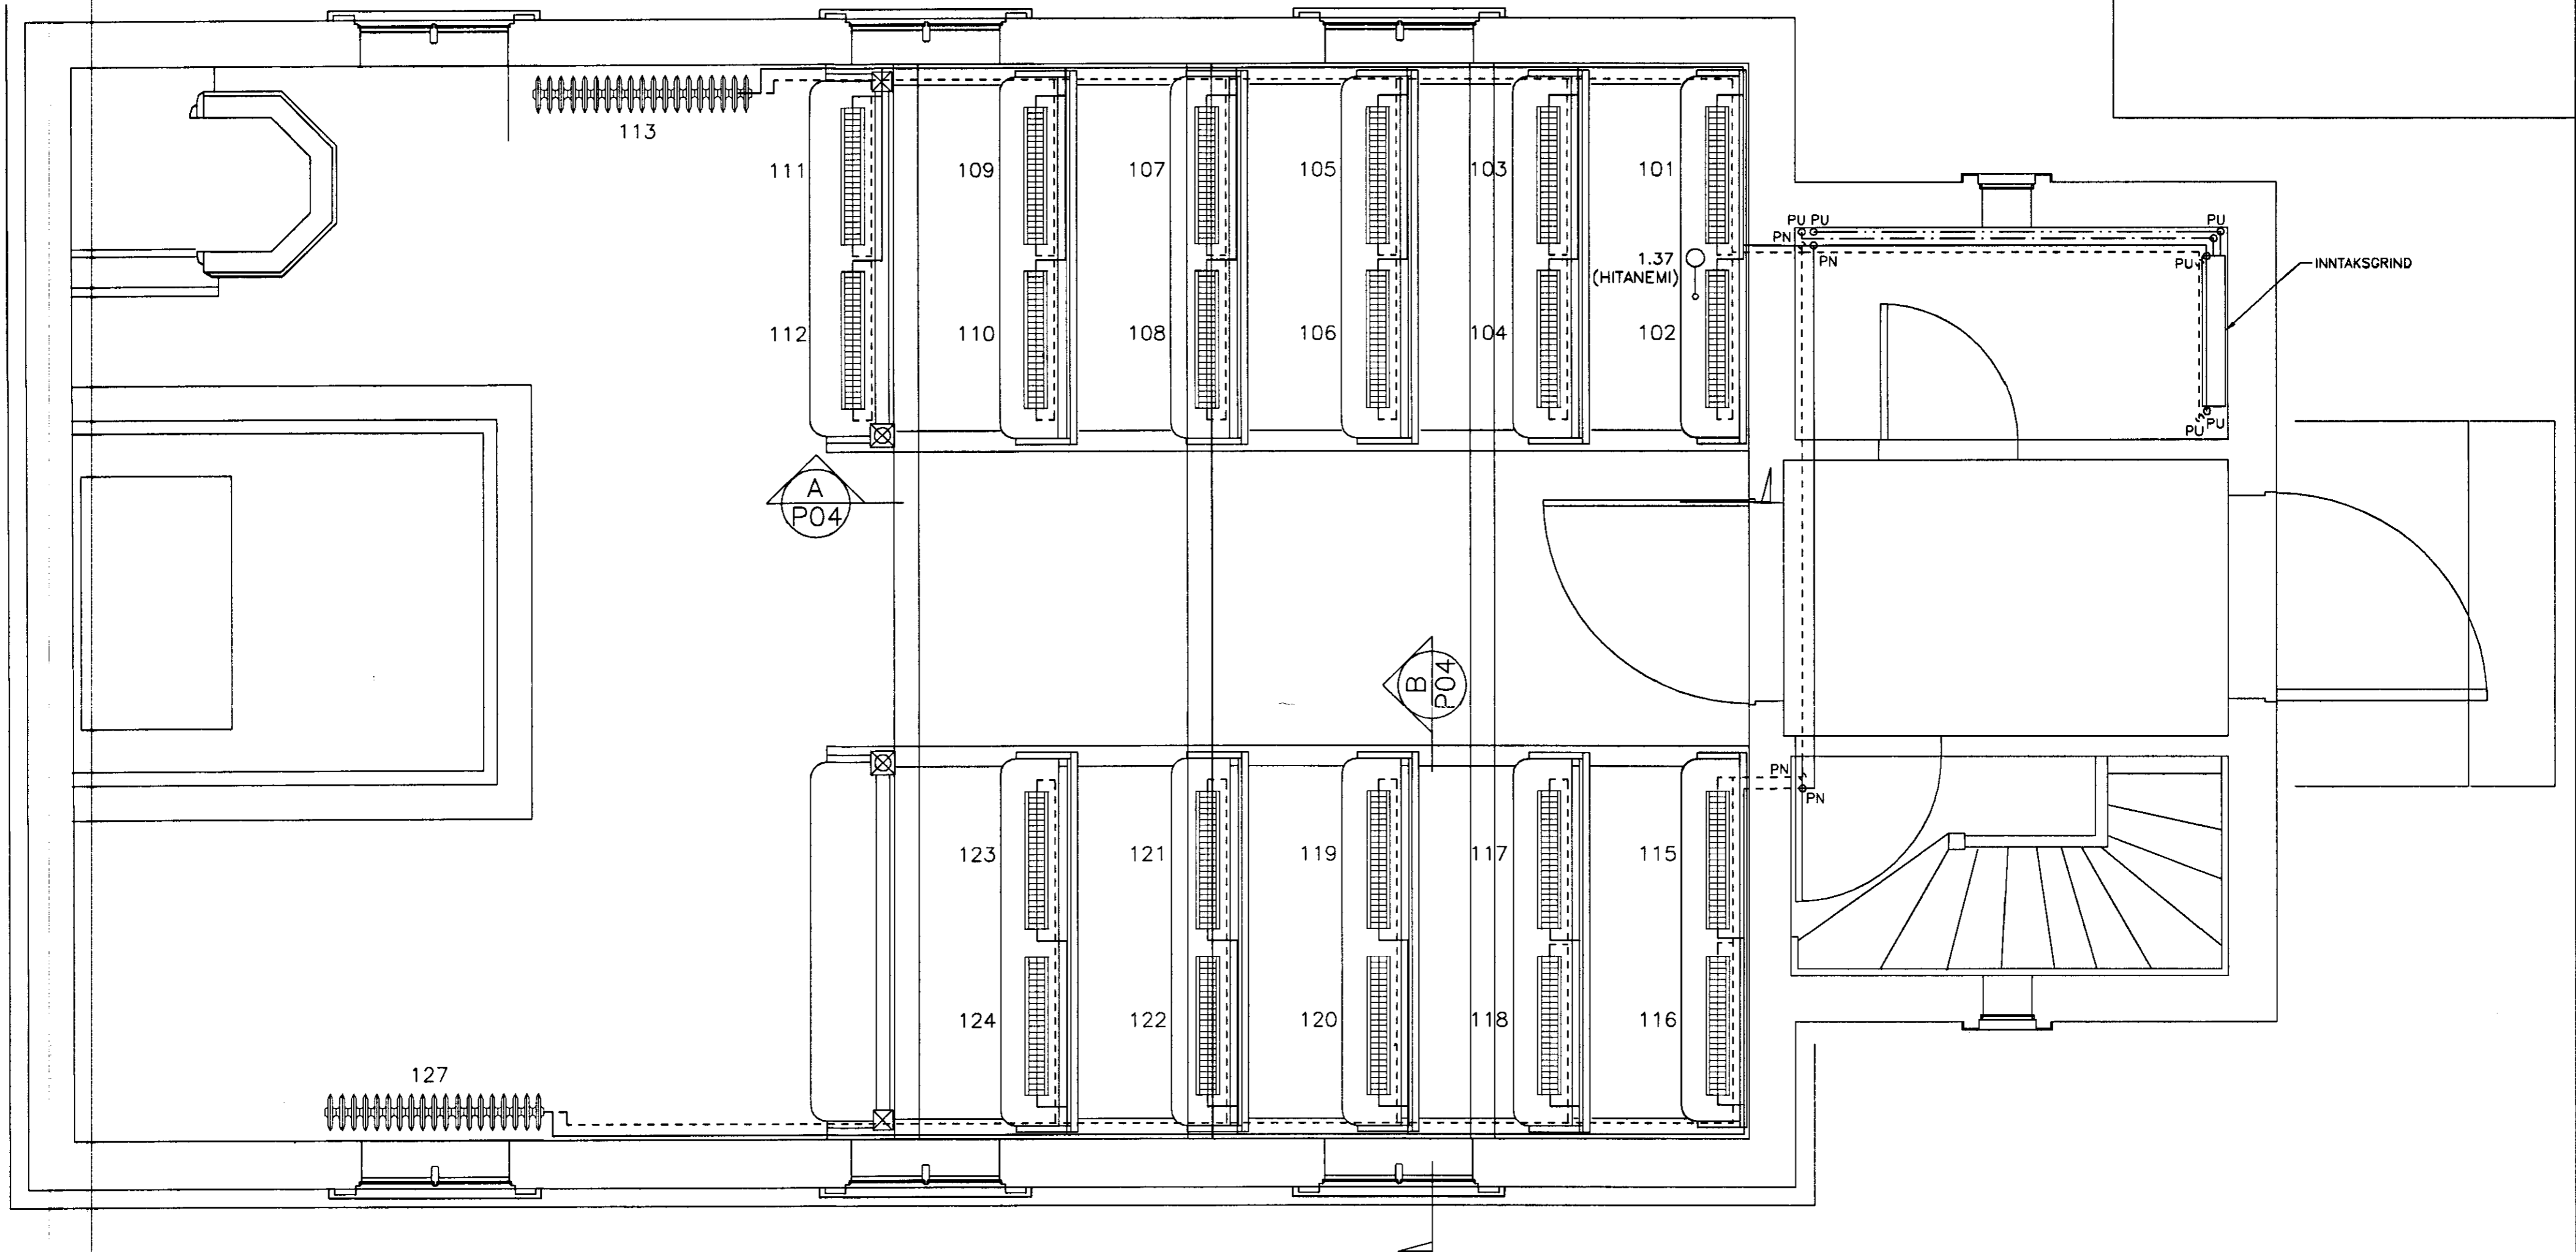 113
111
109
107
105
103
101
PU PU
PU
PN
PN
1.37
(HITANEMI)
PU
INNTAKSGRIND
112
110
108
106
104
102
PU
PU
A
P04
B
P04
PN
PN
123
121
119
117
115
124
122
120
118
116
127